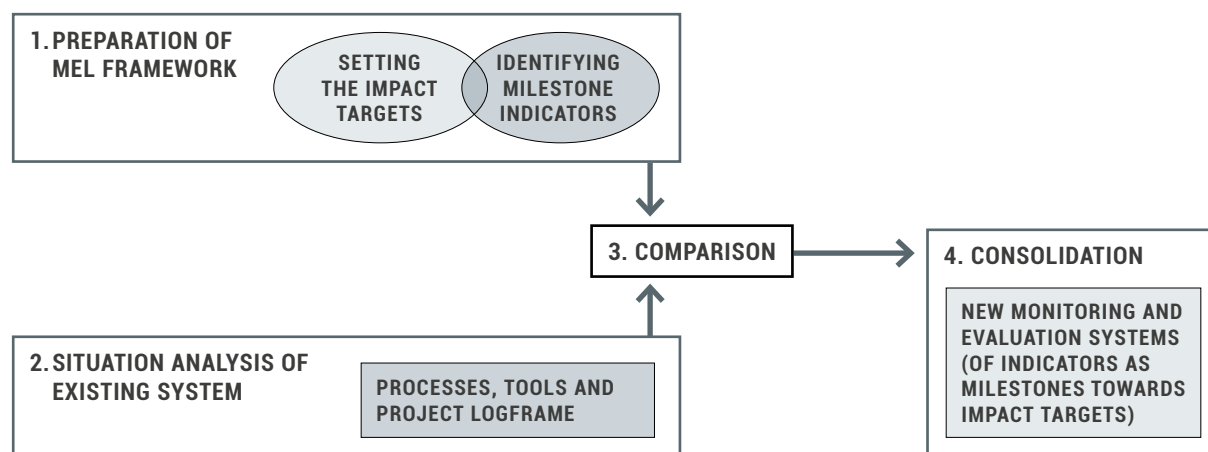 1. PREPARATION OF
MEL FRAMEWORK
SETTING
THE IMPACT
TARGETS
IDENTIFYING
MILESTONE
INDICATORS
3. COMPARISON
2. SITUATION ANALYSIS OF
EXISTING SYSTEM
PROCESSES, TOOLS AND
PROJECT LOGFRAME
4. CONSOLIDATION
NEW MONITORING AND
EVALUATION SYSTEMS
(OF INDICATORS AS
MILESTONES TOWARDS
IMPACT TARGETS)